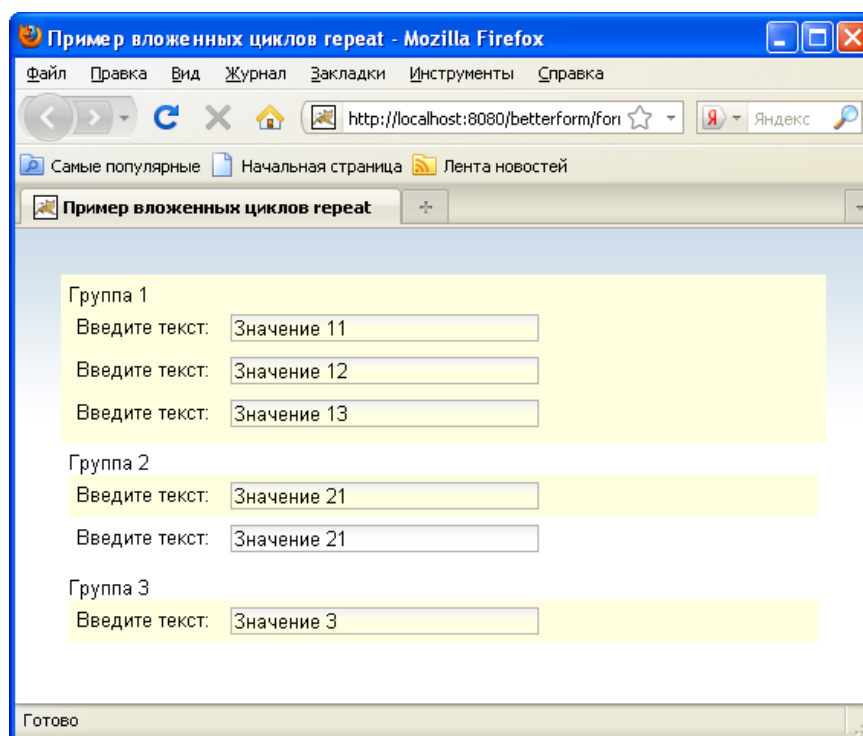 Пример вложенных циклов repeat - Mozilla Firefox
Файл Правка Вид Журнал Закладки Инструменты Справка
http://localhost:8080/betterform/for Я Яндекс
Самые популярные Начальная страница Лента новостей
Пример вложенных циклов repeat
Группа 1
Введите текст: Значение 11
Введите текст: Значение 12
Введите текст: Значение 13
Группа 2
Введите текст: Значение 21
Введите текст: Значение 21
Группа 3
Введите текст: Значение 3
Готово